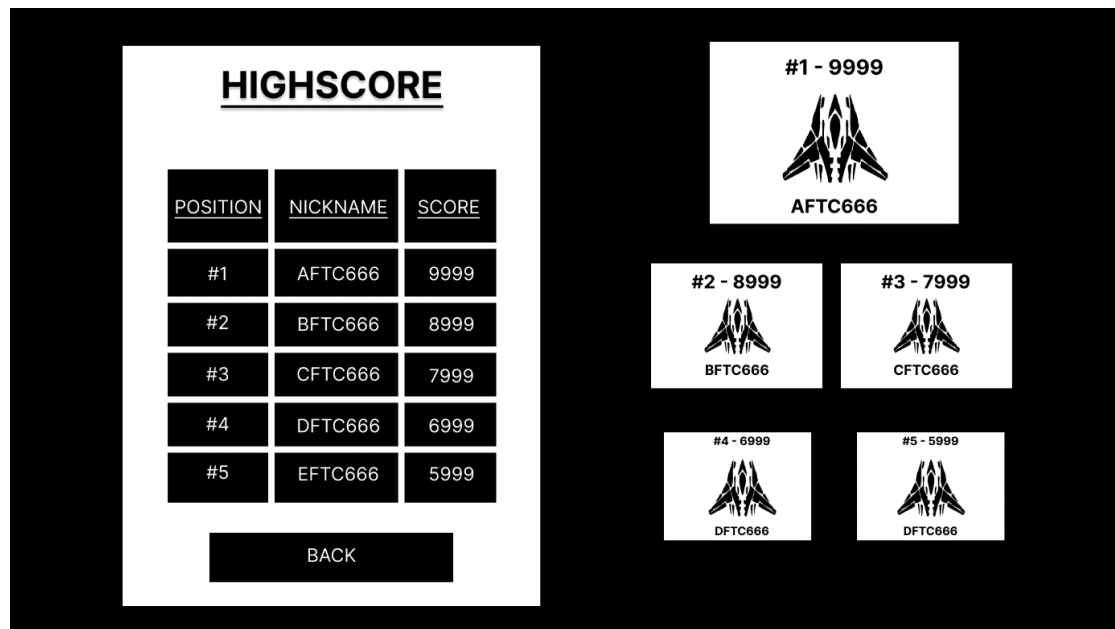 HIGHSCORE
POSITION NICKNAME SCORE
#1 AFTC666 9999
#2 BFTC666 8999
#3 CFTC666 7999
#4 DFTC666 6999
#5 EFTC666 5999
BACK
#1 - 9999
AFTC666
#2 - 8999
BFTC666
#3 - 7999
CFTC666
#4 - 6999
DFTC666
#5 - 5999
DFTC666